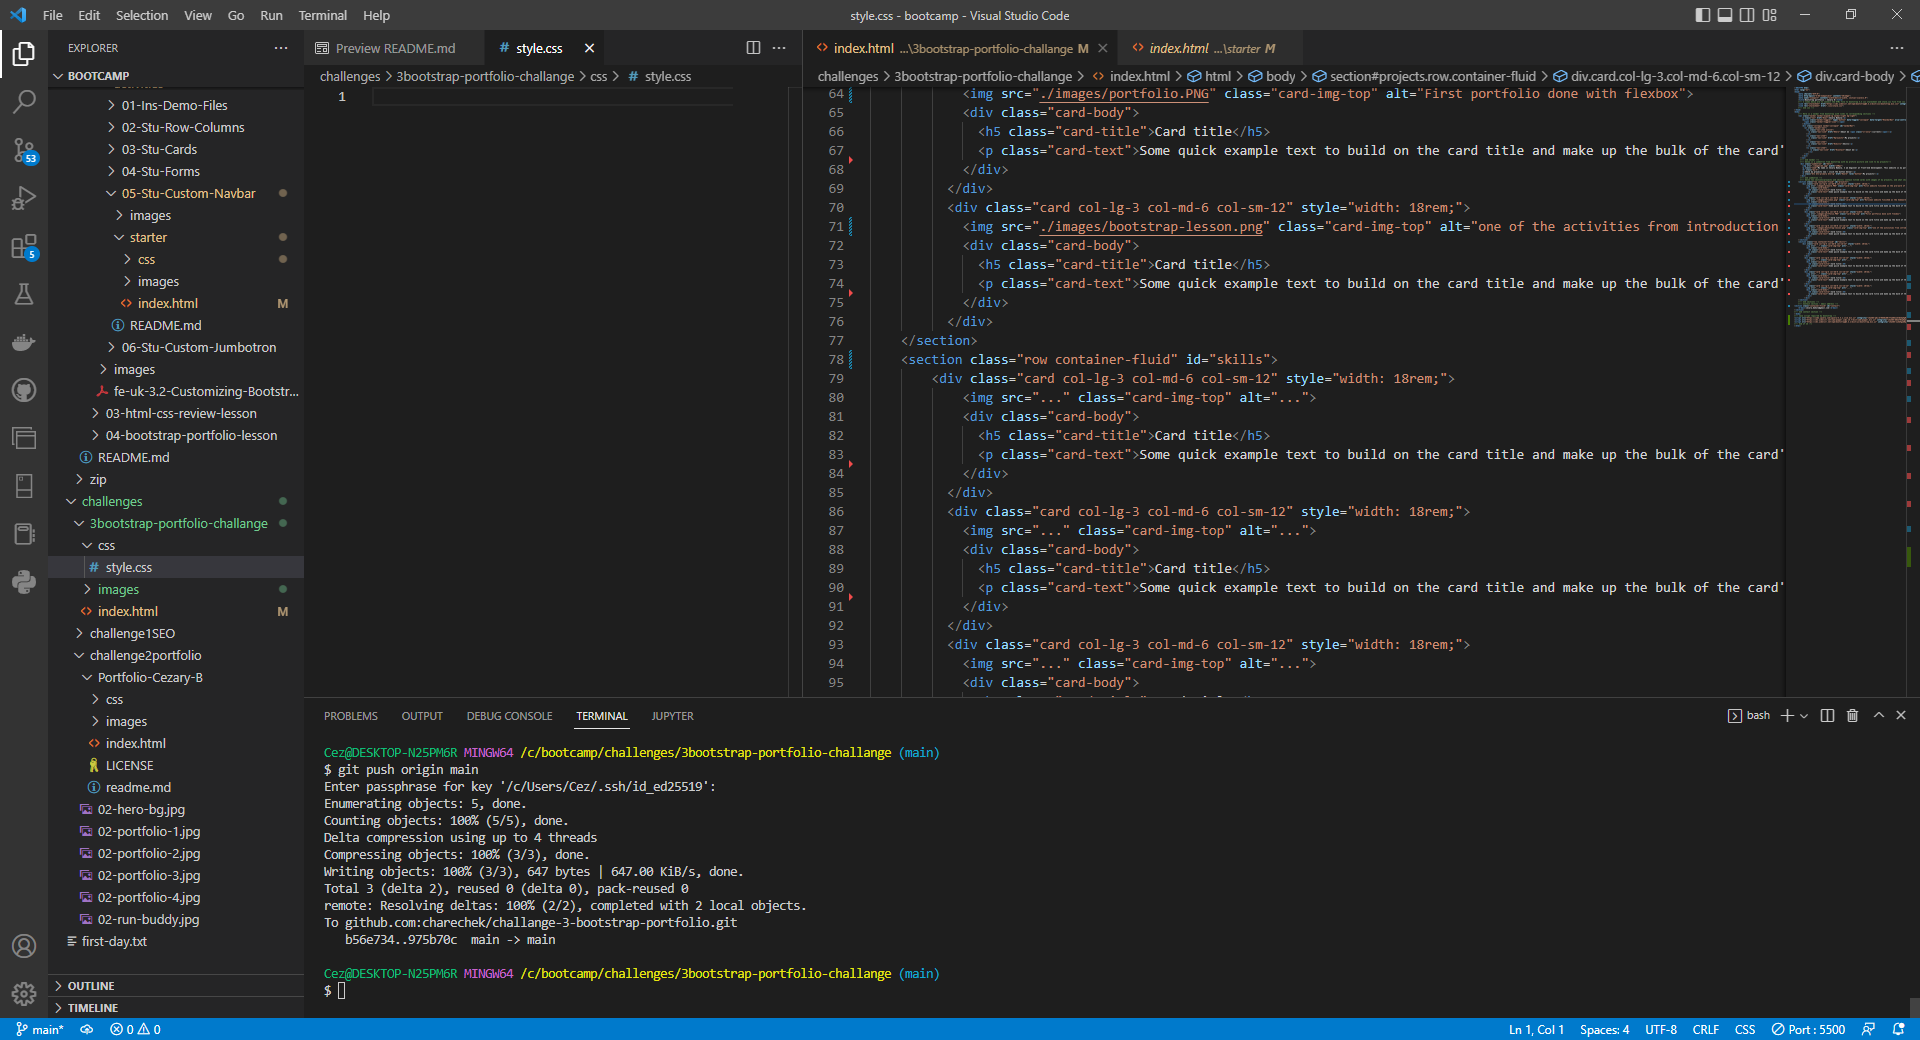 File Edit Selection View Go Run Terminal Help
style.css - bootcamp - Visual Studio Code
EXPLORER
BOOTCAMP
01-Ins-Demo-Files
02-Stu-Row-Columns
03-Stu-Cards
04-Stu-Forms
05-Stu-Custom-Navbar
images
starter
css
images
index.html M
README.md
06-Stu-Custom-Jumbotron
images
fe-uk-3.2-Customizing-Bootstr...
03-html-css-review-lesson
04-bootstrap-portfolio-lesson
README.md
zip
challenges
3bootstrap-portfolio-challange
css
# style.css
images
index.html M
challenge1SEO
challenge2portfolio
Portfolio-Cezary-B
css
images
index.html
LICENSE
readme.md
02-hero-bg.jpg
02-portfolio-1.jpg
02-portfolio-2.jpg
02-portfolio-3.jpg
02-portfolio-4.jpg
02-run-buddy.jpg
first-day.txt
OUTLINE
TIMELINE
53
5
Preview README.md
# style.css
challenges > 3bootstrap-portfolio-challange > css > # style.css
1
index.html ...\3bootstrap-portfolio-challange M
index.html ...\starter M
challenges > 3bootstrap-portfolio-challange > index.html > html > body > section#projects.row.container-fluid > div.card.col-lg-3.col-md-6.col-sm-12 > div.card-body >
64 <img src="./images/portfolio.PNG" class="card-img-top" alt="First portfolio done with flexbox">
65 <div class="card-body">
66 <h5 class="card-title">Card title</h5>
67 <p class="card-text">Some quick example text to build on the card title and make up the bulk of the card'
68 </div>
69 </div>
70 <div class="card col-lg-3 col-md-6 col-sm-12" style="width: 18rem;">
71 <img src="./images/bootstrap-lesson.png" class="card-img-top" alt="one of the activities from introduction
72 <div class="card-body">
73 <h5 class="card-title">Card title</h5>
74 <p class="card-text">Some quick example text to build on the card title and make up the bulk of the card'
75 </div>
76 </div>
77 </section>
78 <section class="row container-fluid" id="skills">
79 <div class="card col-lg-3 col-md-6 col-sm-12" style="width: 18rem;">
80 <img src="..." class="card-img-top" alt="...">
81 <div class="card-body">
82 <h5 class="card-title">Card title</h5>
83 <p class="card-text">Some quick example text to build on the card title and make up the bulk of the card'
84 </div>
85 </div>
86 <div class="card col-lg-3 col-md-6 col-sm-12" style="width: 18rem;">
87 <img src="..." class="card-img-top" alt="...">
88 <div class="card-body">
89 <h5 class="card-title">Card title</h5>
90 <p class="card-text">Some quick example text to build on the card title and make up the bulk of the card'
91 </div>
92 </div>
93 <div class="card col-lg-3 col-md-6 col-sm-12" style="width: 18rem;">
94 <img src="..." class="card-img-top" alt="...">
95 <div class="card-body">
PROBLEMS OUTPUT DEBUG CONSOLE TERMINAL JUPYTER
bash
Cez@DESKTOP-N25PM6R MINGW64 /c/bootcamp/challenges/3bootstrap-portfolio-challange (main)
$ git push origin main
Enter passphrase for key '/c/Users/Cez/.ssh/id_ed25519':
Enumerating objects: 5, done.
Counting objects: 100% (5/5), done.
Delta compression using up to 4 threads
Compressing objects: 100% (3/3), done.
Writing objects: 100% (3/3), 647 bytes | 647.00 KiB/s, done.
Total 3 (delta 2), reused 0 (delta 0), pack-reused 0
remote: Resolving deltas: 100% (2/2), completed with 2 local objects.
To github.com:charechek/challange-3-bootstrap-portfolio.git
b56e734..975b70c main -> main
Cez@DESKTOP-N25PM6R MINGW64 /c/bootcamp/challenges/3bootstrap-portfolio-challange (main)
$
main* 0 0
Ln 1, Col 1 Spaces: 4 UTF-8 CRLF CSS Port : 5500